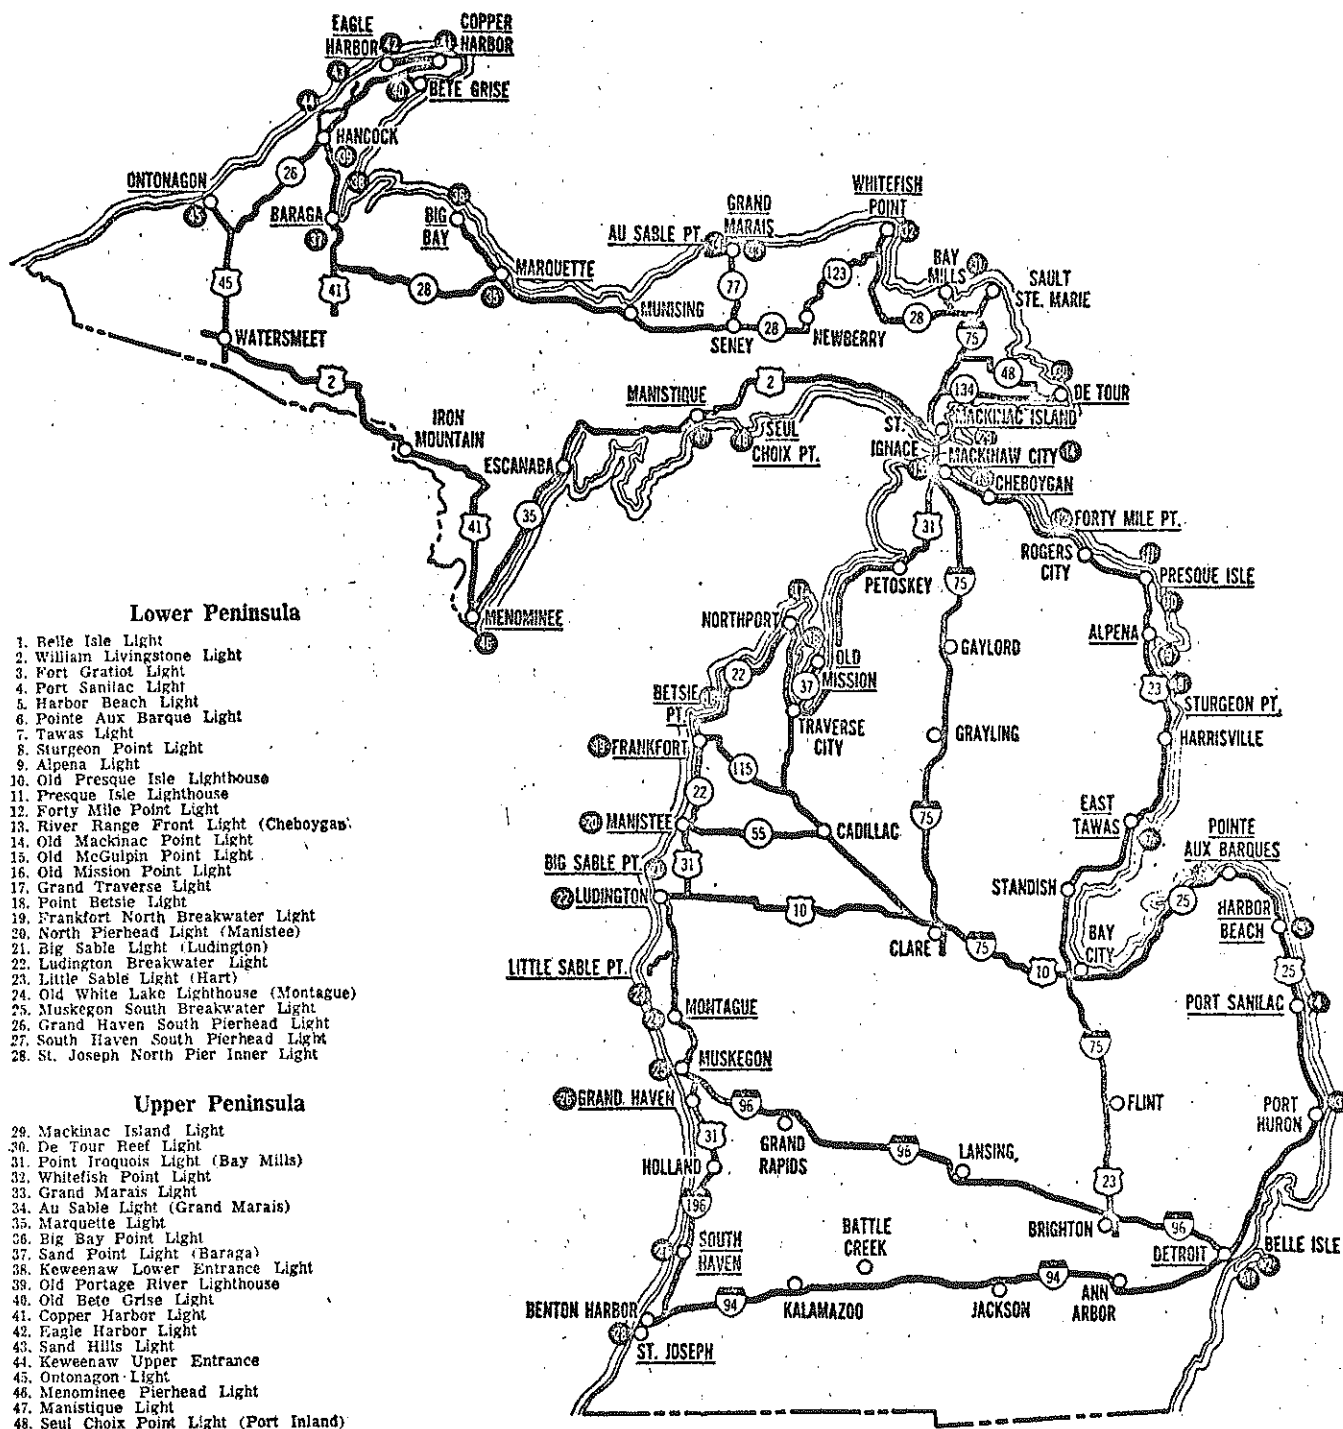 EAGLE
HARBOR
COPPER
HARBOR
BETE GRISE
HANCOCK
ONTONAGON
26
BARAGA
BIG
BAY
45
41
28
MARQUETTE
AU SABLE PT.
GRAND
MARAIS
WHITEFISH
POINT
77
123
BAY
MILLS
SAULT
STE. MARIE
MUNISING
SENEY
28
NEWBERRY
28
75
48
134
DE TOUR
WATERSMEET
2
IRON
MOUNTAIN
MANISTIQUE
2
SEUL
CHOIX PT.
ST.
IGNACE
MACKINAC ISLAND
MACKINAW CITY
14
CHEBOYGAN
ESCANABA
35
41
MENOMINEE
31
FORTY MILE PT.
ROGERS
CITY
PETOSKEY
75
PRESQUE ISLE
NORTHPORT
OLD
MISSION
GAYLORD
ALPENA
22
37
23
BETSIE
PT.
STURGEON PT.
TRAVERSE
CITY
GRAYLING
HARRISVILLE
FRANKFORT
115
22
75
EAST
TAWAS
POINTE
AUX BARQUES
20
MANISTEE
55
CADILLAC
BIG SABLE PT.
31
STANDISH
25
22
LUDINGTON
10
CLARE
75
10
BAY
CITY
HARBOR
BEACH
25
LITTLE SABLE PT.
MONTAGUE
PORT SANILAC
75
MUSKEGON
26
GRAND HAVEN
96
GRAND
RAPIDS
FLINT
PORT
HURON
31
HOLLAND
96
LANSING
23
196
BRIGHTON
96
SOUTH
HAVEN
BATTLE
CREEK
DETROIT
BELLE ISLE
BENTON HARBOR
94
KALAMAZOO
JACKSON
94
ANN
ARBOR
28
ST. JOSEPH
Lower Peninsula
1. Belle Isle Light
2. William Livingstone Light
3. Fort Gratiot Light
4. Port Sanilac Light
5. Harbor Beach Light
6. Pointe Aux Barque Light
7. Tawas Light
8. Sturgeon Point Light
9. Alpena Light
10. Old Presque Isle Lighthouse
11. Presque Isle Lighthouse
12. Forty Mile Point Light
13. River Range Front Light (Cheboygan)
14. Old Mackinac Point Light
15. Old McGulpin Point Light
16. Old Mission Point Light
17. Grand Traverse Light
18. Point Betsie Light
19. Frankfort North Breakwater Light
20. North Pierhead Light (Manistee)
21. Big Sable Light (Ludington)
22. Ludington Breakwater Light
23. Little Sable Light (Hart)
24. Old White Lake Lighthouse (Montague)
25. Muskegon South Breakwater Light
26. Grand Haven South Pierhead Light
27. South Haven South Pierhead Light
28. St. Joseph North Pier Inner Light
Upper Peninsula
29. Mackinac Island Light
30. De Tour Reef Light
31. Point Iroquois Light (Bay Mills)
32. Whitefish Point Light
33. Grand Marais Light
34. Au Sable Light (Grand Marais)
35. Marquette Light
36. Big Bay Point Light
37. Sand Point Light (Baraga)
38. Keweenaw Lower Entrance Light
39. Old Portage River Lighthouse
40. Old Bete Grise Light
41. Copper Harbor Light
42. Eagle Harbor Light
43. Sand Hills Light
44. Keweenaw Upper Entrance
45. Ontonagon Light
46. Menominee Pierhead Light
47. Manistique Light
48. Seul Choix Point Light (Port Inland)